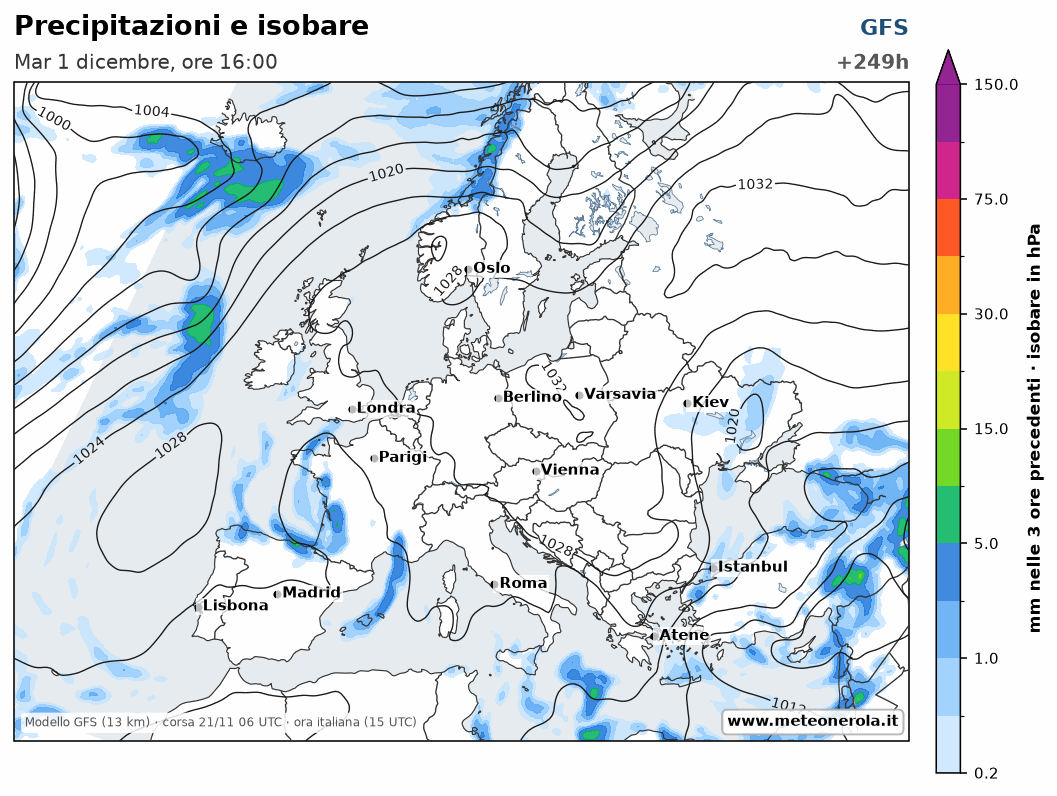 Precipitazioni e isobare
GFS
Mar 1 dicembre, ore 16:00
+249h
1000
1004
1020
1032
1028
Oslo
1032
Berlino
Varsavia
Kiev
1020
Londra
1024
1028
Parigi
Vienna
1028
Istanbul
Roma
Madrid
Lisbona
Atene
1012
Modello GFS (13 km) · corsa 21/11 06 UTC · ora italiana (15 UTC)
www.meteonerola.it
150.0
75.0
30.0
15.0
5.0
1.0
0.2
mm nelle 3 ore precedenti · isobare in hPa